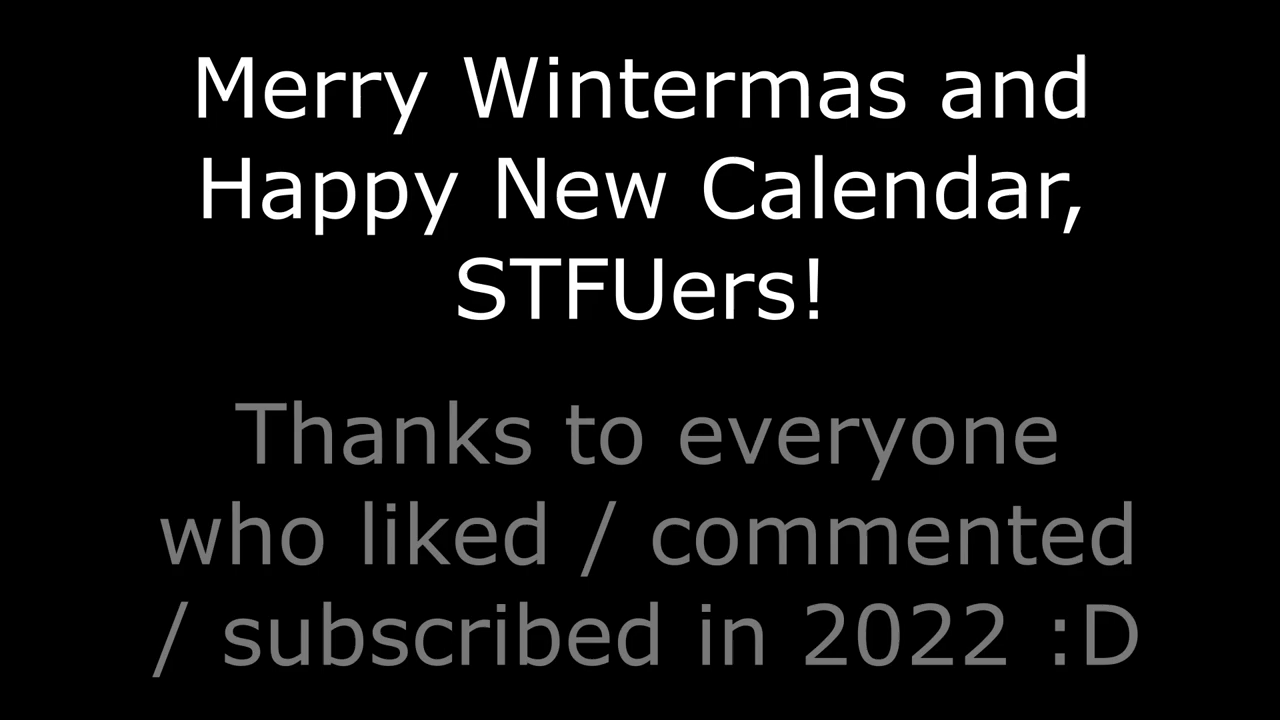 Merry Wintermas and
Happy New Calendar,
STFUers!
Thanks to everyone
who liked / commented
/ subscribed in 2022 :D